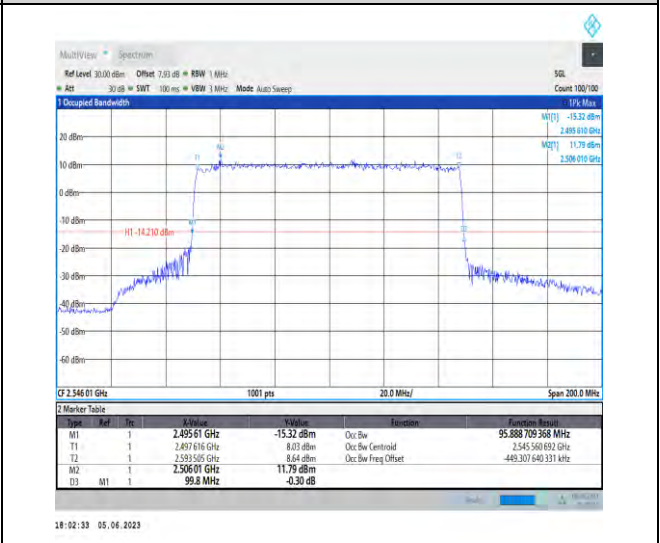 MultiView Spectrum
Ref Level 30.00 dBm Offset 7.93 dB RBW 1 MHz SGL
Att 30 dB SWT 100 ms VBW 3 MHz Mode Auto Sweep Count 100/100
1 Occupied Bandwidth 1Pk Max
M1[1] -15.32 dBm
2.495 610 GHz
M2[1] 11.79 dBm
2.506 010 GHz
20 dBm
M2
T1 T2
10 dBm
0 dBm
-10 dBm
M1
H1 -14.210 dBm
D3
-20 dBm
-30 dBm
-40 dBm
-50 dBm
-60 dBm
CF 2.546 01 GHz 1001 pts 20.0 MHz/ Span 200.0 MHz
2 Marker Table
Type Ref Trc X-Value Y-Value Function Function Result
M1 1 2.495 61 GHz -15.32 dBm Occ Bw 95.888 709 368 MHz
T1 1 2.497 616 GHz 8.03 dBm Occ Bw Centroid 2.545 560 692 GHz
T2 1 2.593 505 GHz 8.64 dBm Occ Bw Freq Offset -449.307 640 331 kHz
M2 1 2.506 01 GHz 11.79 dBm
D3 M1 1 99.8 MHz -0.30 dB
18:02:33 05.06.2023